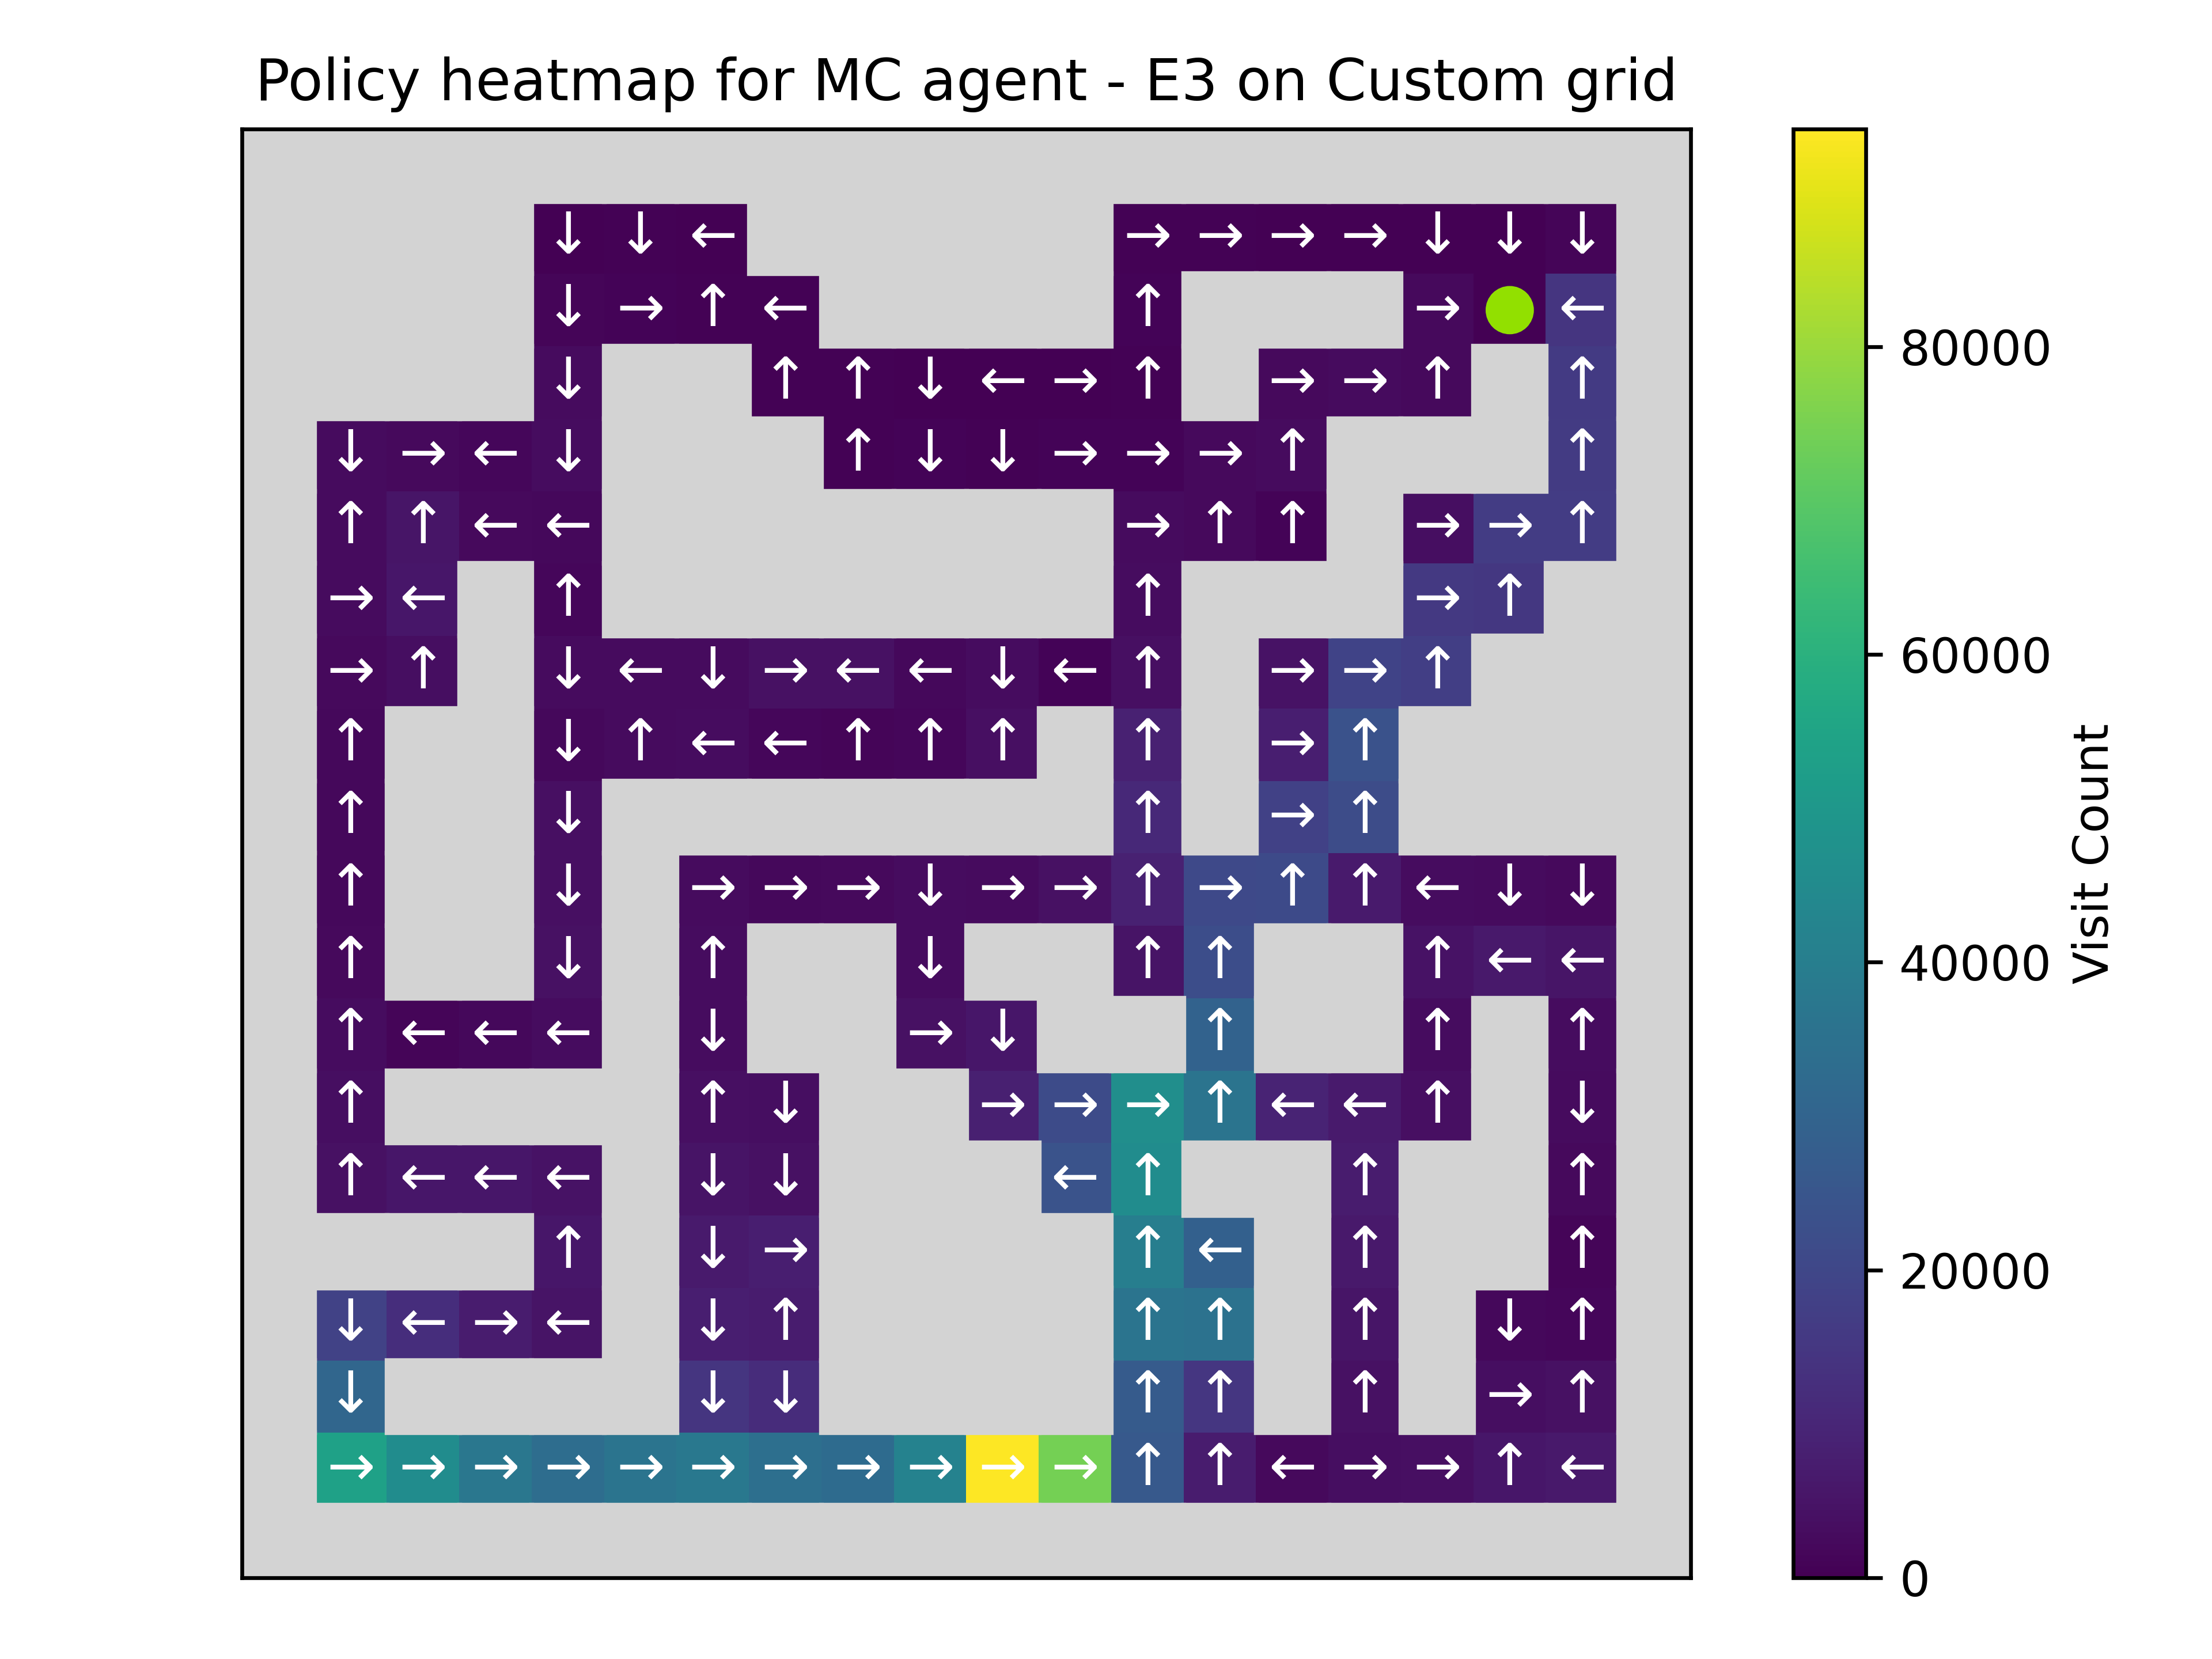 Policy heatmap for MC agent - E3 on Custom grid
↓ ↓ ← → → → → ↓ ↓ ↓
↓ → ↑ ← ↑ → ←
↓ ↑ ↑ ↓ ← → ↑ → → ↑ ↑
↓ → ← ↓ ↑ ↓ ↓ → → → ↑ ↑
↑ ↑ ← ← → ↑ ↑ → → ↑
→ ← ↑ ↑ → ↑
→ ↑ ↓ ← ↓ → ← ← ↓ ← ↑ → → ↑
↑ ↓ ↑ ← ← ↑ ↑ ↑ ↑ → ↑
↑ ↓ ↑ → ↑
↑ ↓ → → → ↓ → → ↑ → ↑ ↑ ← ↓ ↓
↑ ↓ ↑ ↓ ↑ ↑ ↑ ← ←
↑ ← ← ← ↓ → ↓ ↑ ↑ ↑
↑ ↑ ↓ → → → ↑ ← ← ↑ ↓
↑ ← ← ← ↓ ↓ ← ↑ ↑ ↑
↑ ↓ → ↑ ← ↑ ↑
↓ ← → ← ↓ ↑ ↑ ↑ ↑ ↓ ↑
↓ ↓ ↓ ↑ ↑ ↑ → ↑
→ → → → → → → → → → → ↑ ↑ ← → → ↑ ←
80000
60000
40000
20000
0
Visit Count